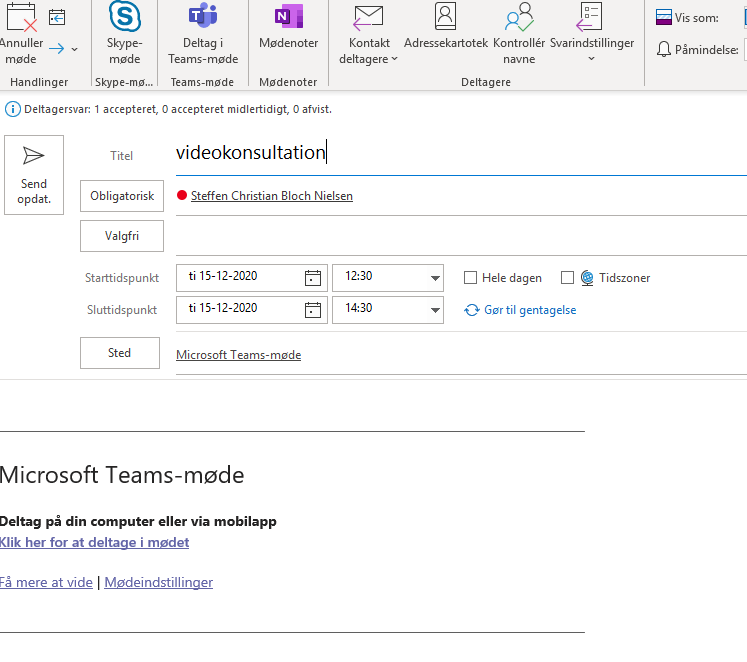 Annuller
møde
Handlinger
Skype-
møde
Skype-mø...
Deltag i
Teams-møde
Teams-møde
Mødenoter
Mødenoter
Kontakt
deltagere
Adressekartotek
Kontrollér
navne
Svarindstillinger
Deltagere
Vis som:
Påmindelse:
Deltagersvar: 1 accepteret, 0 accepteret midlertidigt, 0 afvist.
Send
opdat.
Titel
videokonsultation
Obligatorisk
Steffen Christian Bloch Nielsen
Valgfri
Starttidspunkt
ti 15-12-2020
12:30
Hele dagen
Tidszoner
Sluttidspunkt
ti 15-12-2020
14:30
Gør til gentagelse
Sted
Microsoft Teams-møde
Microsoft Teams-møde
Deltag på din computer eller via mobilapp
Klik her for at deltage i mødet
Få mere at vide | Mødeindstillinger